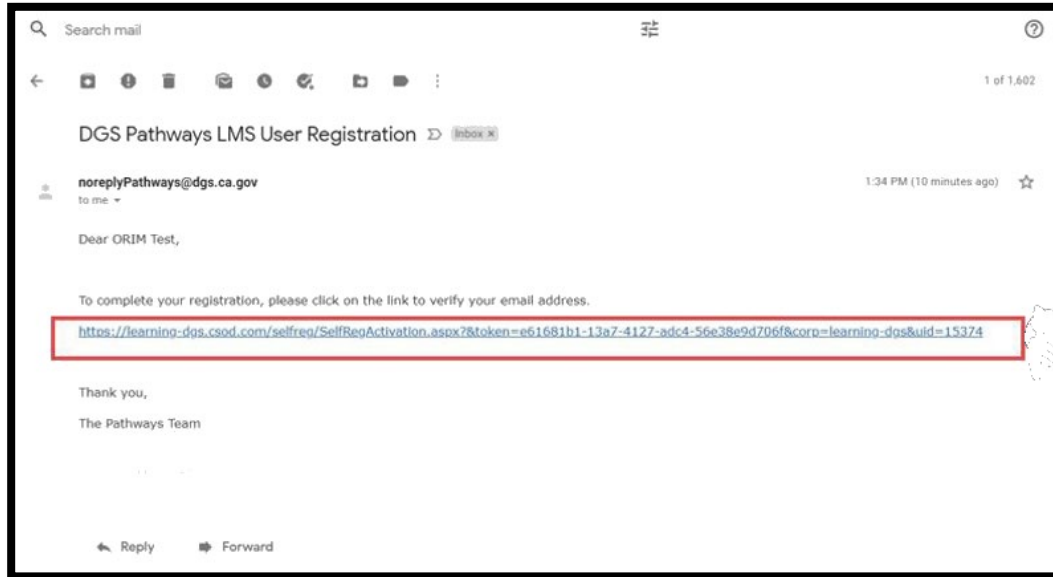 Search mail
1 of 1,602
DGS Pathways LMS User Registration Inbox x
noreplyPathways@dgs.ca.gov 1:34 PM (10 minutes ago)
to me
Dear ORIM Test,
To complete your registration, please click on the link to verify your email address.
https://learning-dgs.csod.com/selfreg/SelfRegActivation.aspx?&token=e61681b1-13a7-4127-adc4-56e38e9d706f&corp=learning-dgs&uid=15374
Thank you,
The Pathways Team
Reply Forward